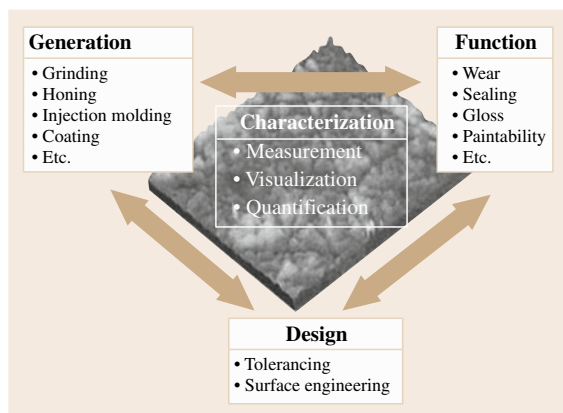 Generation
• Grinding
• Honing
• Injection molding
• Coating
• Etc.
Function
• Wear
• Sealing
• Gloss
• Paintability
• Etc.
Characterization
• Measurement
• Visualization
• Quantification
Design
• Tolerancing
• Surface engineering